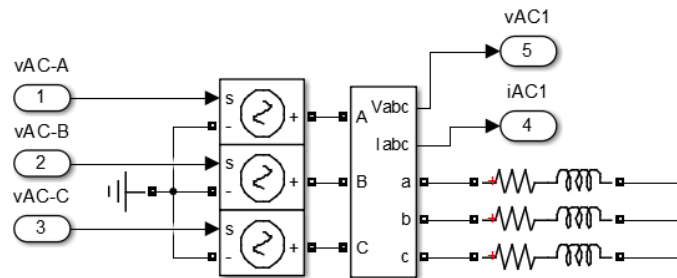 vAC1
5
vAC-A
1
iAC1
4
s
-
+
A
Vabc
vAC-B
2
Iabc
s
-
+
B
a
vAC-C
3
b
s
-
+
C
c